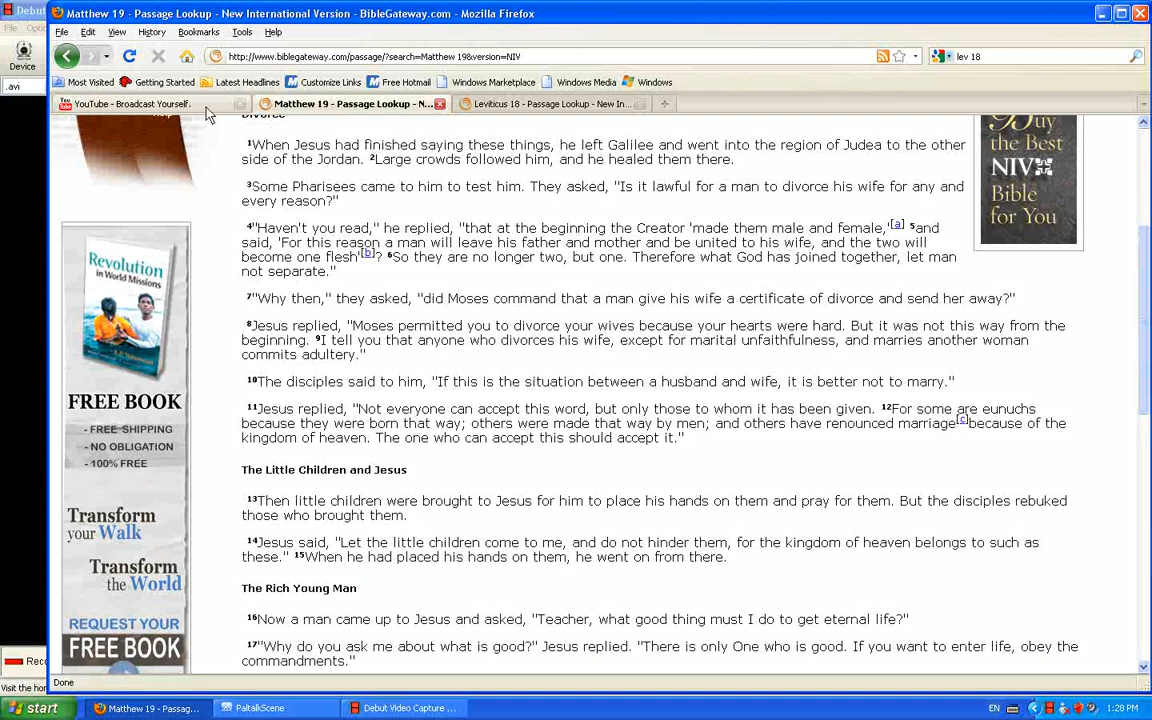 Debut
Matthew 19 - Passage Lookup - New International Version - BibleGateway.com - Mozilla Firefox
File Optio
File Edit View History Bookmarks Tools Help
Device
http://www.biblegateway.com/passage/?search=Matthew 19&version=NIV
lev 18
.avi
Most Visited Getting Started Latest Headlines Customize Links Free Hotmail Windows Marketplace Windows Media Windows
YouTube - Broadcast Yourself.
Matthew 19 - Passage Lookup - N...
Leviticus 18 - Passage Lookup - New In...
Help
Divorce
1When Jesus had finished saying these things, he left Galilee and went into the region of Judea to the other
side of the Jordan. 2Large crowds followed him, and he healed them there.
3Some Pharisees came to him to test him. They asked, "Is it lawful for a man to divorce his wife for any and
every reason?"
4"Haven't you read," he replied, "that at the beginning the Creator 'made them male and female,'[a] 5and
said, 'For this reason a man will leave his father and mother and be united to his wife, and the two will
become one flesh'[b]? 6So they are no longer two, but one. Therefore what God has joined together, let man
not separate."
7"Why then," they asked, "did Moses command that a man give his wife a certificate of divorce and send her away?"
8Jesus replied, "Moses permitted you to divorce your wives because your hearts were hard. But it was not this way from the
beginning. 9I tell you that anyone who divorces his wife, except for marital unfaithfulness, and marries another woman
commits adultery."
10The disciples said to him, "If this is the situation between a husband and wife, it is better not to marry."
11Jesus replied, "Not everyone can accept this word, but only those to whom it has been given. 12For some are eunuchs
because they were born that way; others were made that way by men; and others have renounced marriage[c]because of the
kingdom of heaven. The one who can accept this should accept it."
The Little Children and Jesus
13Then little children were brought to Jesus for him to place his hands on them and pray for them. But the disciples rebuked
those who brought them.
14Jesus said, "Let the little children come to me, and do not hinder them, for the kingdom of heaven belongs to such as
these." 15When he had placed his hands on them, he went on from there.
The Rich Young Man
16Now a man came up to Jesus and asked, "Teacher, what good thing must I do to get eternal life?"
17"Why do you ask me about what is good?" Jesus replied. "There is only One who is good. If you want to enter life, obey the
commandments."
Buy
the Best
NIV
Bible
for You
Revolution
in World Missions
FREE BOOK
- FREE SHIPPING
- NO OBLIGATION
- 100% FREE
Transform
your Walk
Transform
the World
REQUEST YOUR
FREE BOOK
Reco
Visit the hor
Done
start
Matthew 19 - Passag...
PaltalkScene
Debut Video Capture ...
EN
1:28 PM